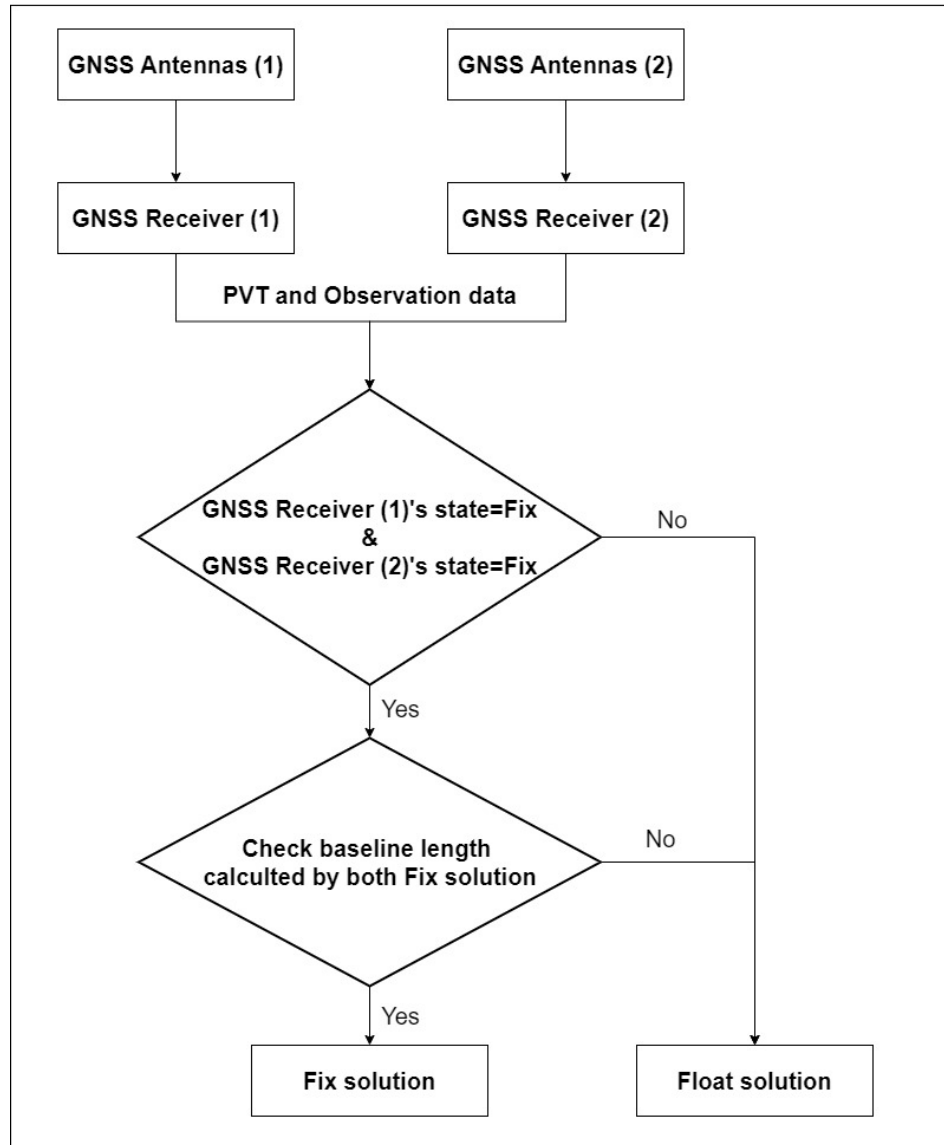 GNSS Antennas (1)
GNSS Antennas (2)
GNSS Receiver (1)
GNSS Receiver (2)
PVT and Observation data
GNSS Receiver (1)'s state=Fix
&
GNSS Receiver (2)'s state=Fix
No
Yes
Check baseline length
calculted by both Fix solution
No
Yes
Fix solution
Float solution